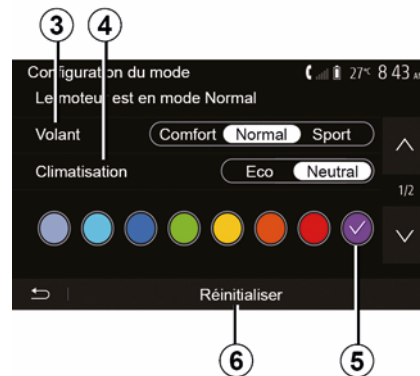 3 4
Configuration du mode 27°C 8 43 AM
Le moteur est en mode Normal
Volant Comfort Normal Sport
Climatisation Eco Neutral
1/2
Réinitialiser
6 5